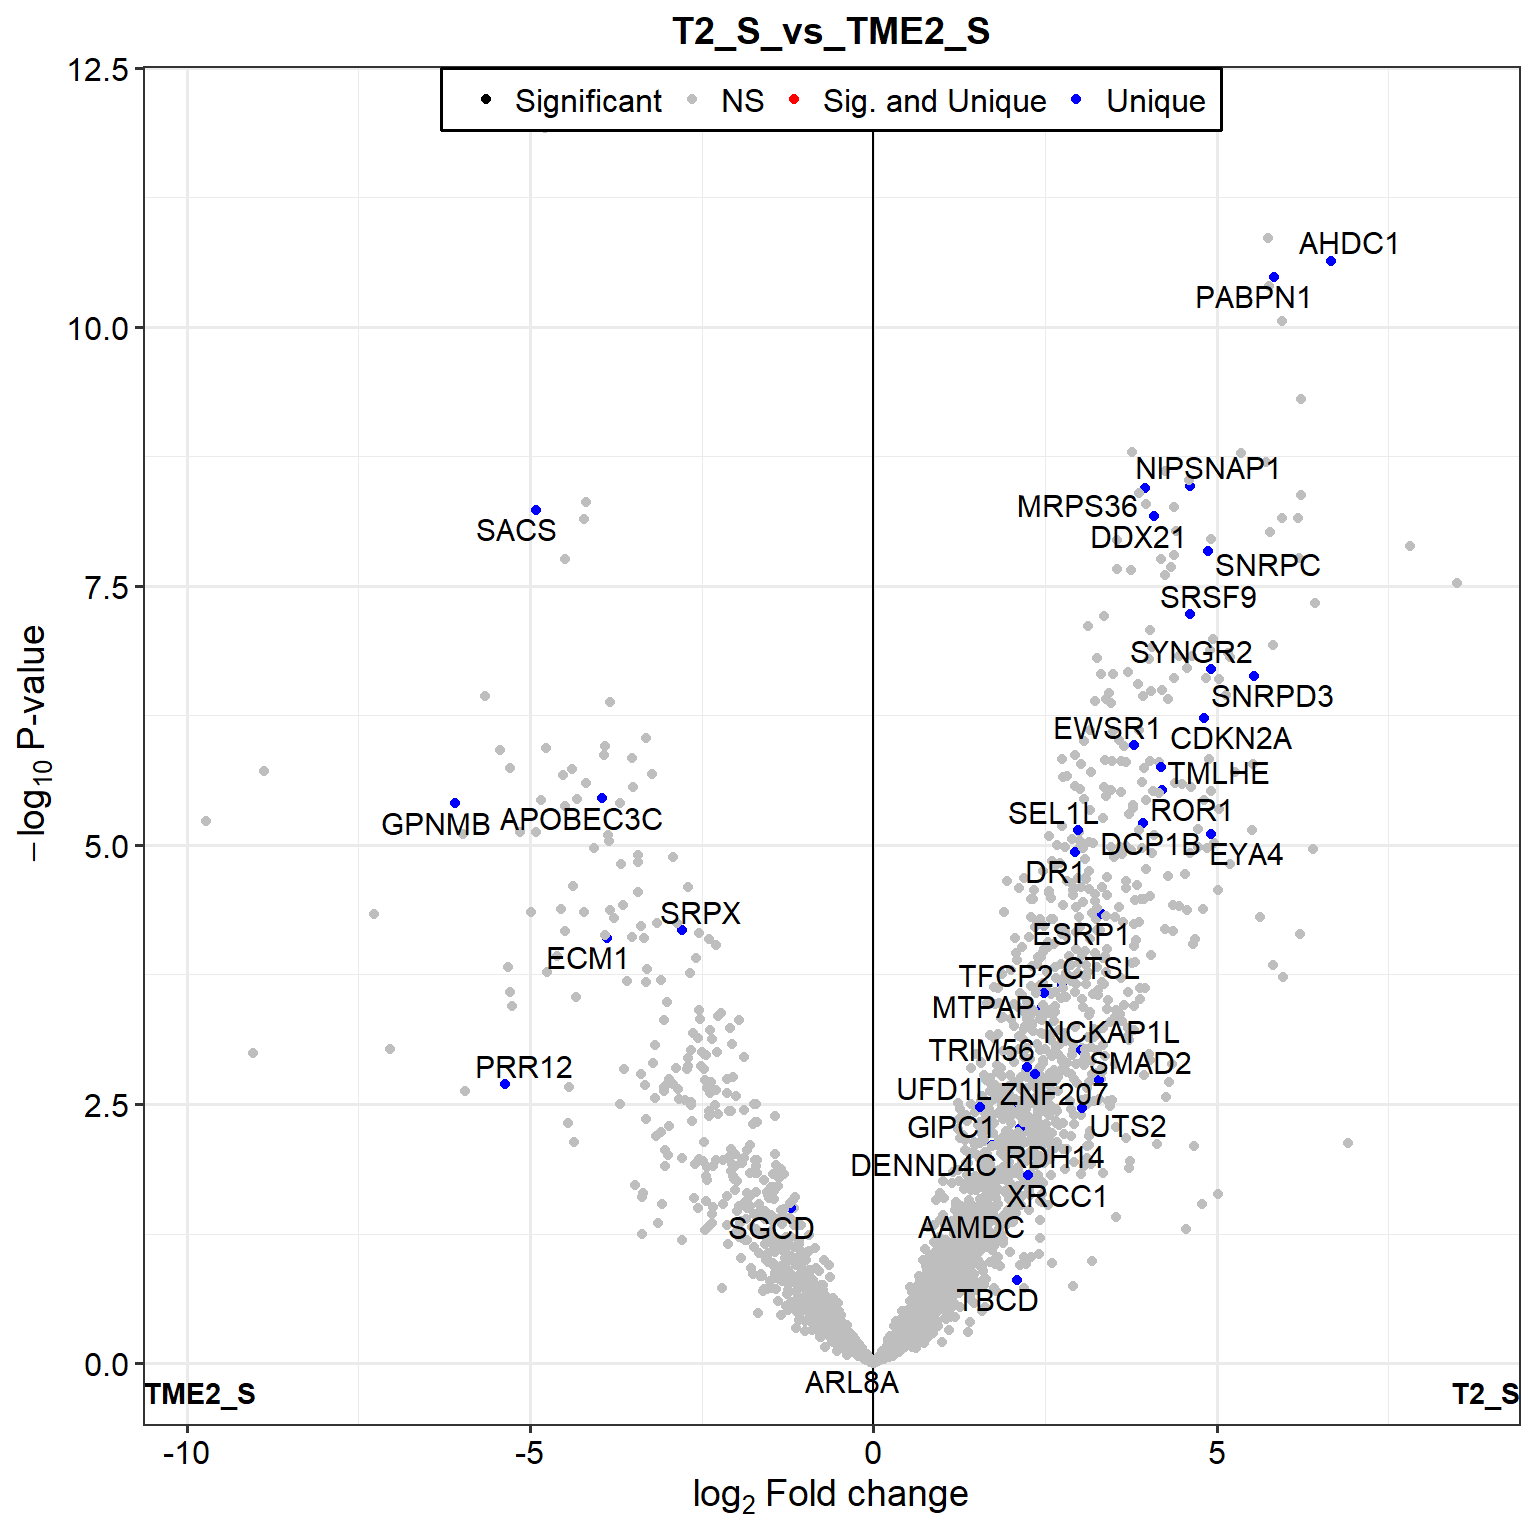 T2_S_vs_TME2_S
Significant NS Sig. and Unique Unique
12.5
10.0
7.5
5.0
2.5
0.0
−log10 P-value
AHDC1
PABPN1
NIPSNAP1
MRPS36
SACS
DDX21
SNRPC
SRSF9
SYNGR2
SNRPD3
EWSR1
CDKN2A
TMLHE
SEL1L
ROR1
GPNMB
APOBEC3C
DCP1B
EYA4
DR1
SRPX
ESRP1
ECM1
CTSL
TFCP2
MTPAP
NCKAP1L
TRIM56
SMAD2
PRR12
UFD1L
ZNF207
GIPC1
UTS2
DENND4C
RDH14
XRCC1
SGCD
AAMDC
TBCD
ARL8A
TME2_S
T2_S
-10
-5
0
5
log2 Fold change